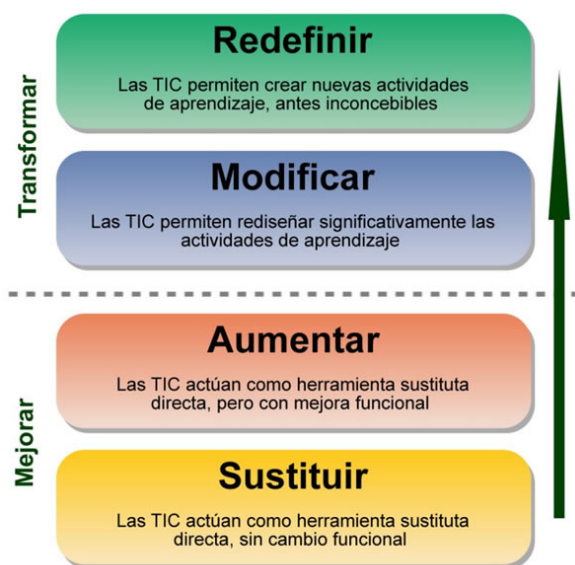 Transformar
Redefinir
Las TIC permiten crear nuevas actividades
de aprendizaje, antes inconcebibles
Modificar
Las TIC permiten rediseñar significativamente las
actividades de aprendizaje
Mejorar
Aumentar
Las TIC actúan como herramienta sustituta
directa, pero con mejora funcional
Sustituir
Las TIC actúan como herramienta sustituta
directa, sin cambio funcional